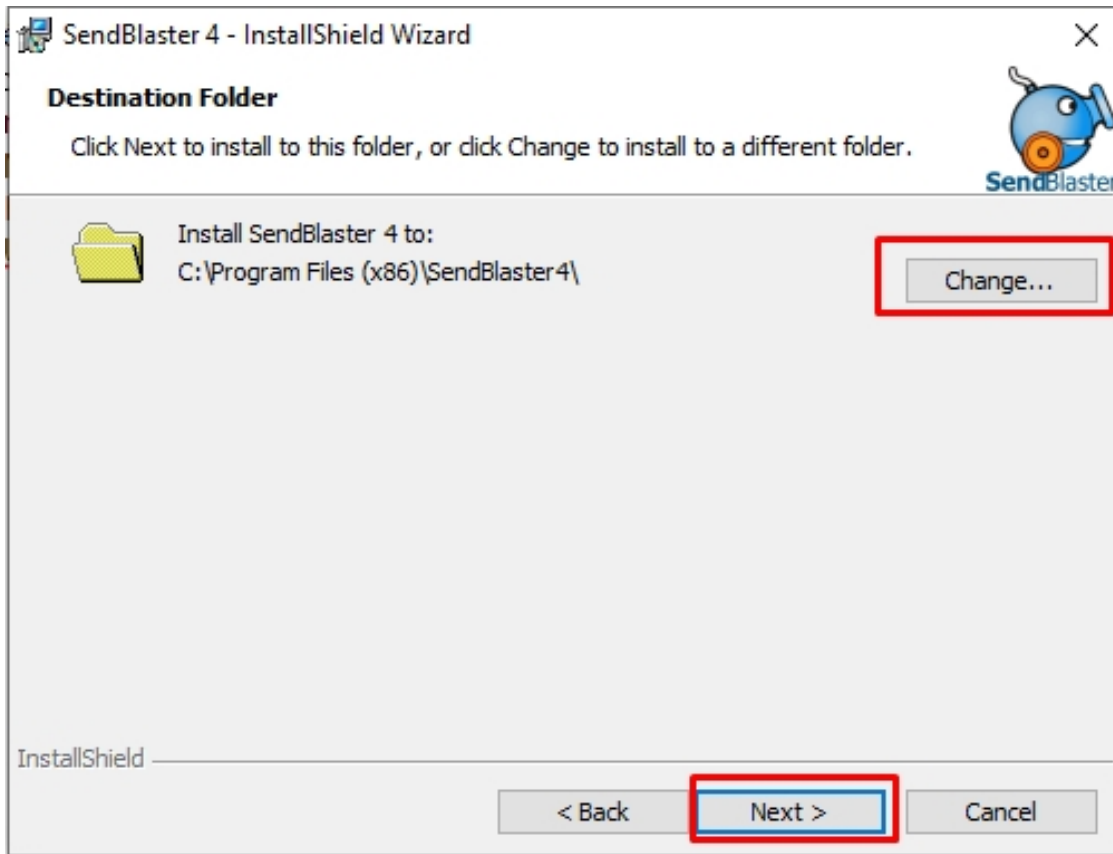 SendBlaster 4 - InstallShield Wizard
Destination Folder
Click Next to install to this folder, or click Change to install to a different folder.
SendBlaster
Install SendBlaster 4 to:
C:\Program Files (x86)\SendBlaster4\
Change...
InstallShield
< Back
Next >
Cancel